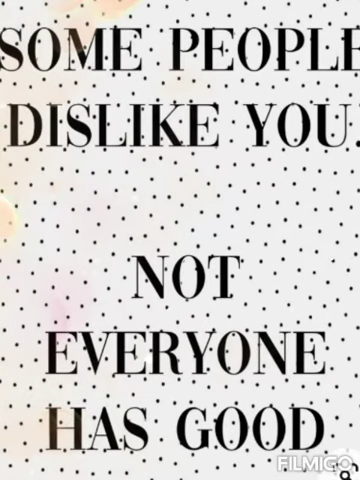 SOME PEOPLE
DISLIKE YOU.
NOT
EVERYONE
HAS GOOD
FILMIGO